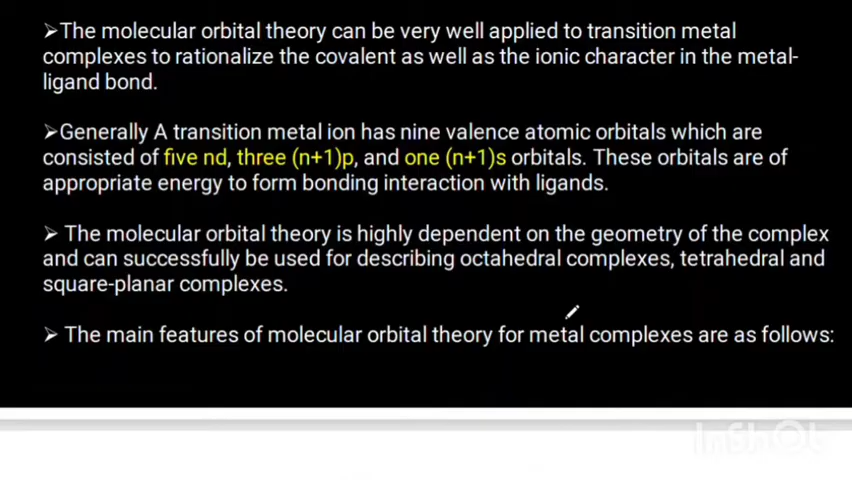 ➢The molecular orbital theory can be very well applied to transition metal
complexes to rationalize the covalent as well as the ionic character in the metal-
ligand bond.
➢Generally A transition metal ion has nine valence atomic orbitals which are
consisted of five nd, three (n+1)p, and one (n+1)s orbitals. These orbitals are of
appropriate energy to form bonding interaction with ligands.
➢ The molecular orbital theory is highly dependent on the geometry of the complex
and can successfully be used for describing octahedral complexes, tetrahedral and
square-planar complexes.
➢ The main features of molecular orbital theory for metal complexes are as follows:
InShOt